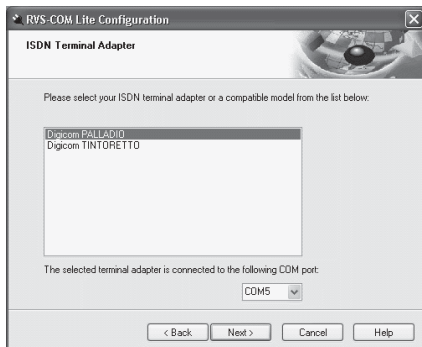 RVS-COM Lite Configuration
ISDN Terminal Adapter
Please select your ISDN terminal adapter or a compatible model from the list below:
Digicom PALLADIO
Digicom TINTORETTO
The selected terminal adapter is connected to the following COM port:
COM5
< Back
Next >
Cancel
Help